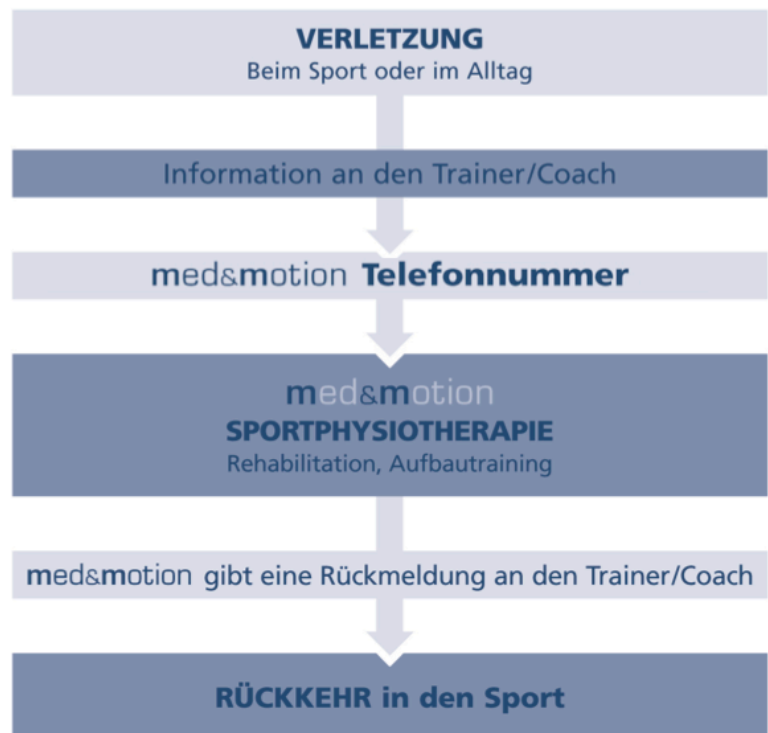 VERLETZUNG
Beim Sport oder im Alltag
Information an den Trainer/Coach
med&motion Telefonnummer
med&motion
SPORTPHYSIOTHERAPIE
Rehabilitation, Aufbautraining
med&motion gibt eine Rückmeldung an den Trainer/Coach
RÜCKKEHR in den Sport